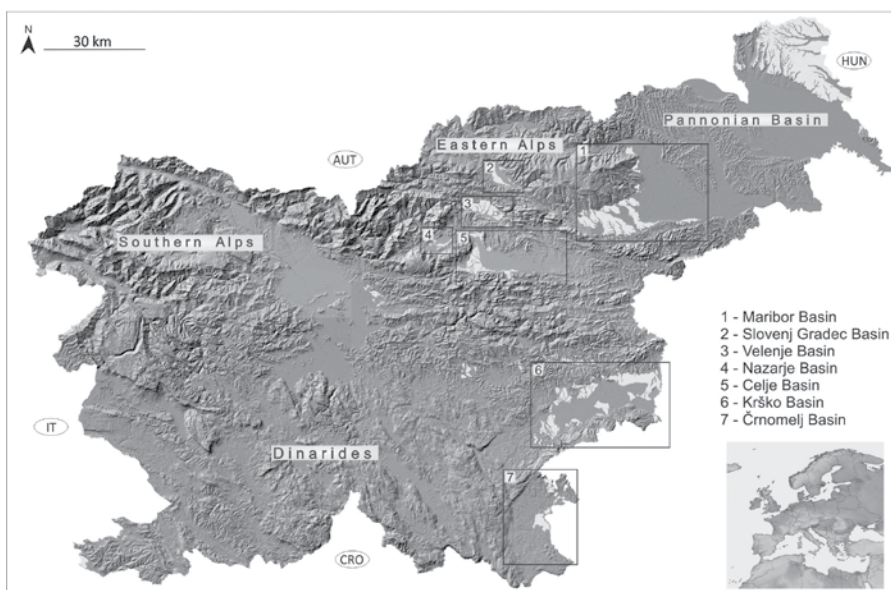 N
30 km
HUN
Pannonian Basin
Eastern Alps
1
AUT
2
3
Southern Alps
4
5
1 - Maribor Basin
2 - Slovenj Gradec Basin
3 - Velenje Basin
4 - Nazarje Basin
5 - Celje Basin
6 - Krško Basin
7 - Črnomelj Basin
6
IT
Dinarides
7
CRO